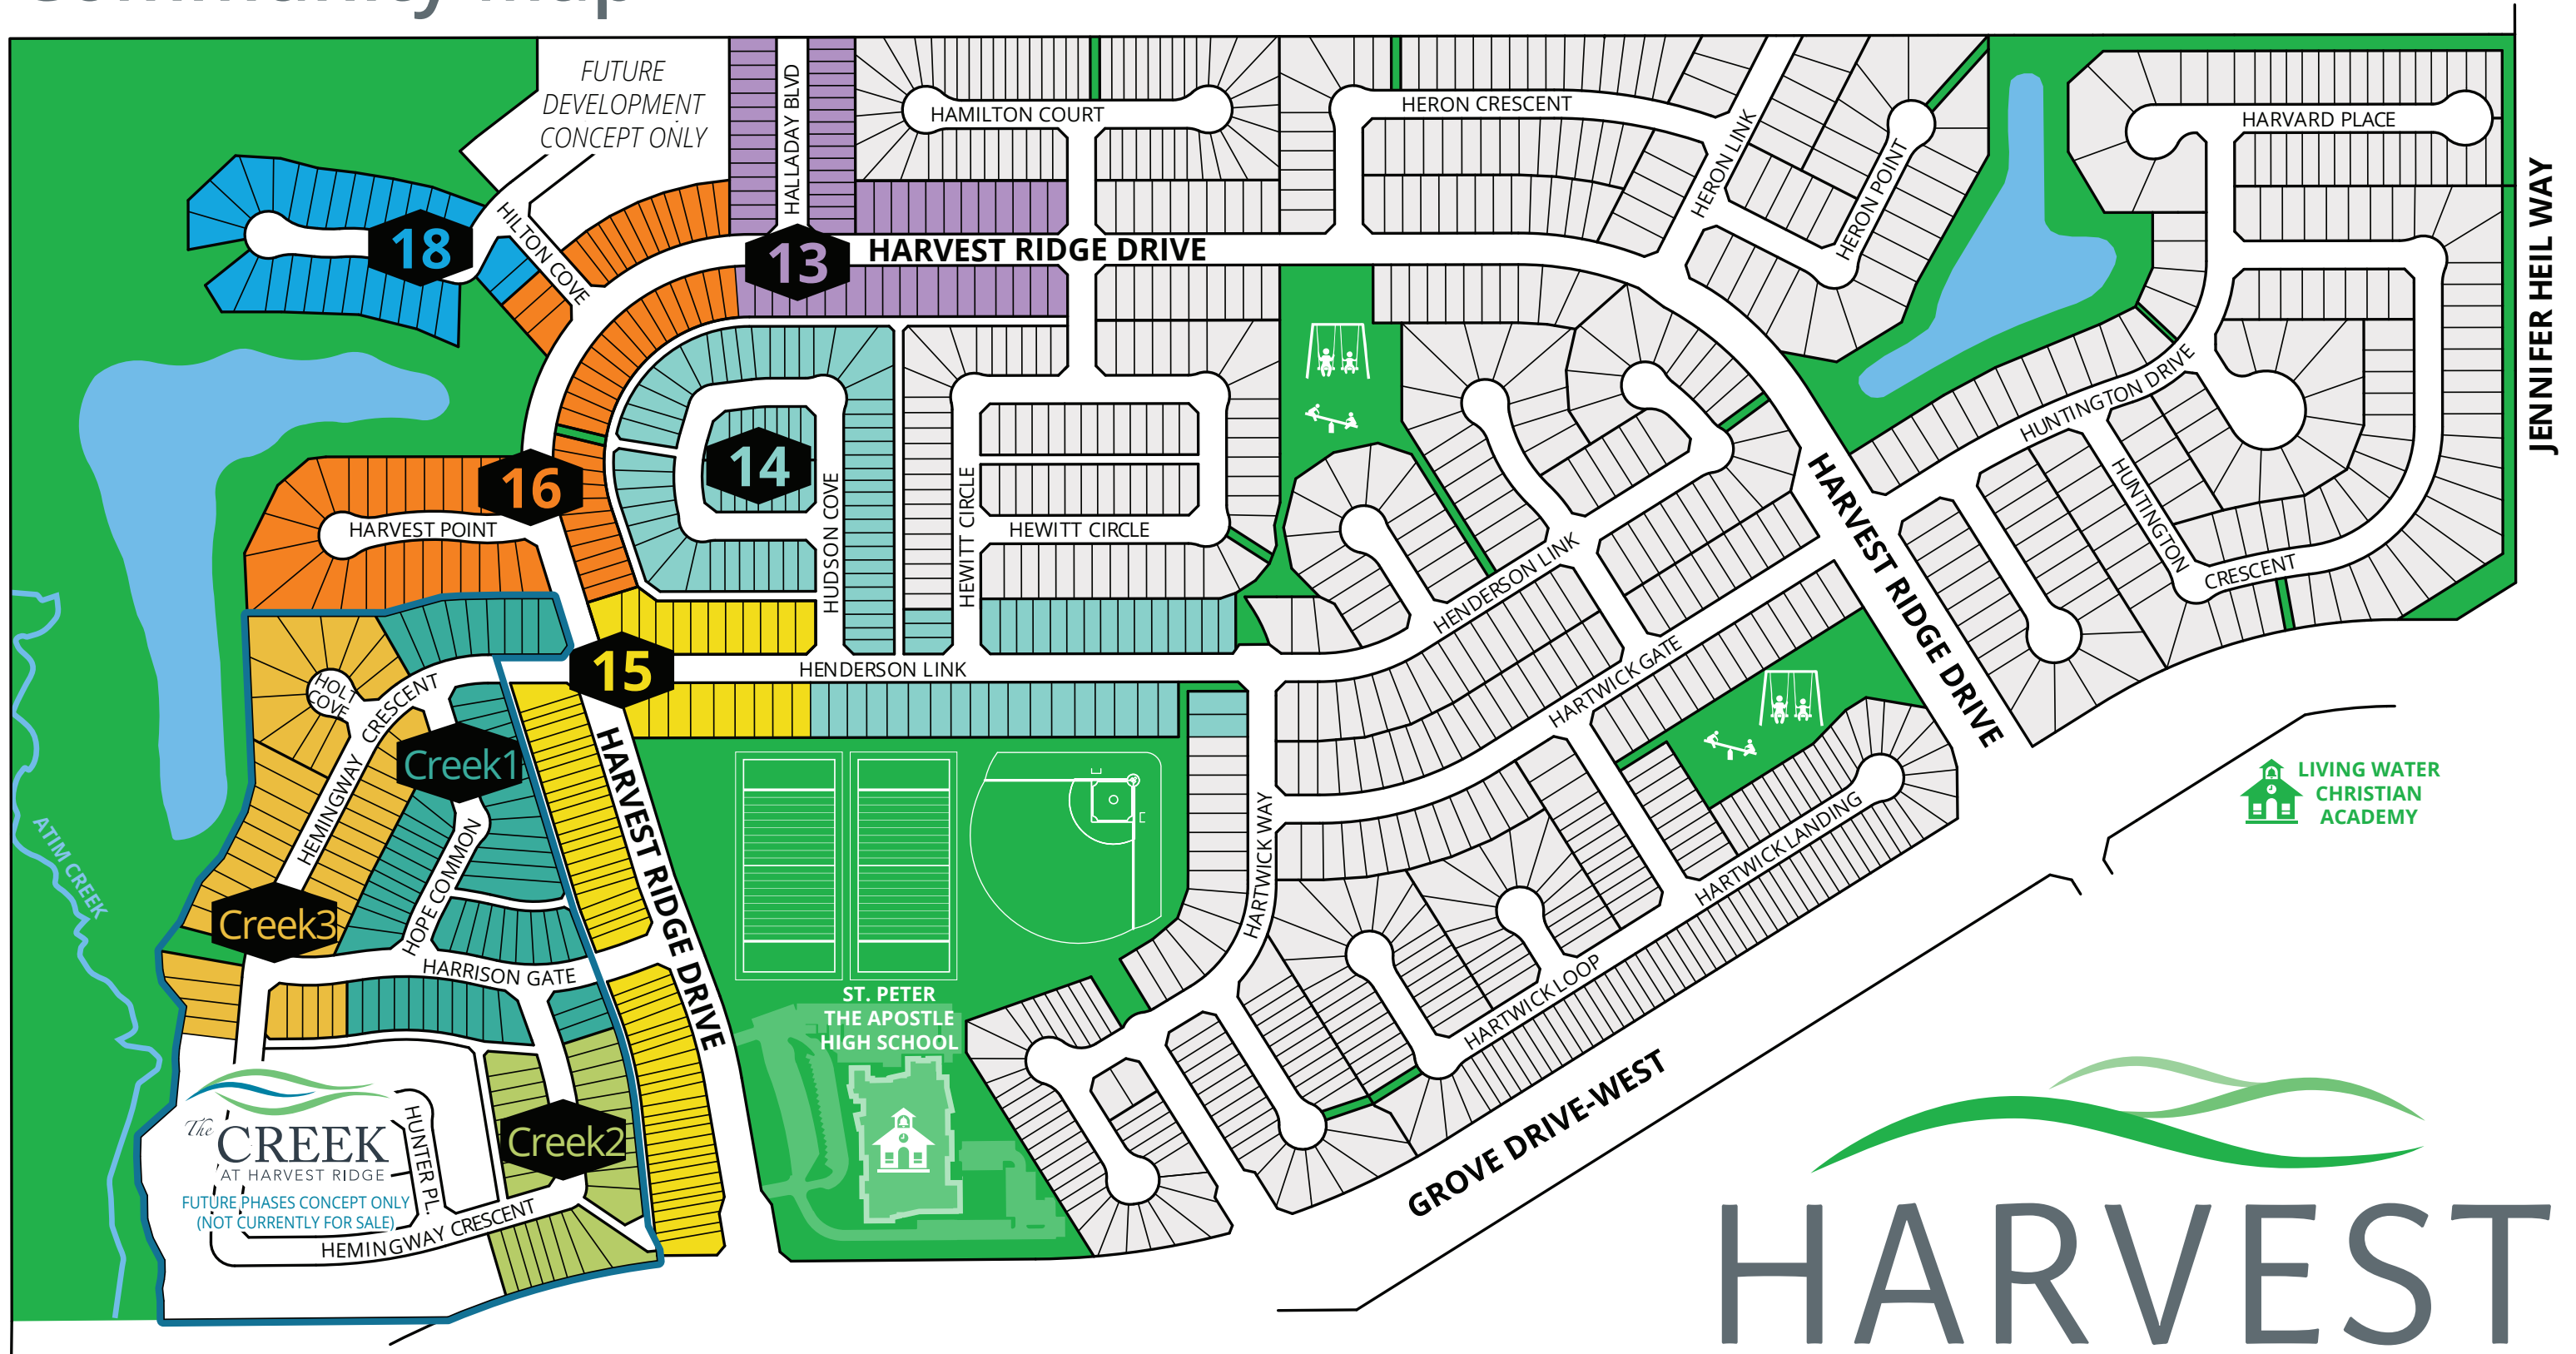 Community Map
FUTURE
DEVELOPMENT
CONCEPT ONLY
HALLADAY BLVD
HAMILTON COURT
HERON CRESCENT
HERON LINK
HERON POINT
HARVARD PLACE
JENNIFER HEIL WAY
18
HILTON COVE
13
HARVEST RIDGE DRIVE
16
HARVEST POINT
14
HUDSON COVE
HEWITT CIRCLE
HEWITT CIRCLE
HENDERSON LINK
HARVEST RIDGE DRIVE
HUNTINGTON DRIVE
HUNTINGTON
CRESCENT
15
HENDERSON LINK
HARTWICK GATE
HOLT
COVE
HEMINGWAY CRESCENT
Creek1
HARVEST RIDGE DRIVE
ATIM CREEK
Creek3
HOPE COMMON
HARRISON GATE
HARTWICK WAY
HARTWICK LANDING
HARTWICK LOOP
LIVING WATER
CHRISTIAN
ACADEMY
ST. PETER
THE APOSTLE
HIGH SCHOOL
GROVE DRIVE-WEST
The
CREEK
AT HARVEST RIDGE
FUTURE PHASES CONCEPT ONLY
(NOT CURRENTLY FOR SALE)
HUNTER PL.
Creek2
HEMINGWAY CRESCENT
HARVEST